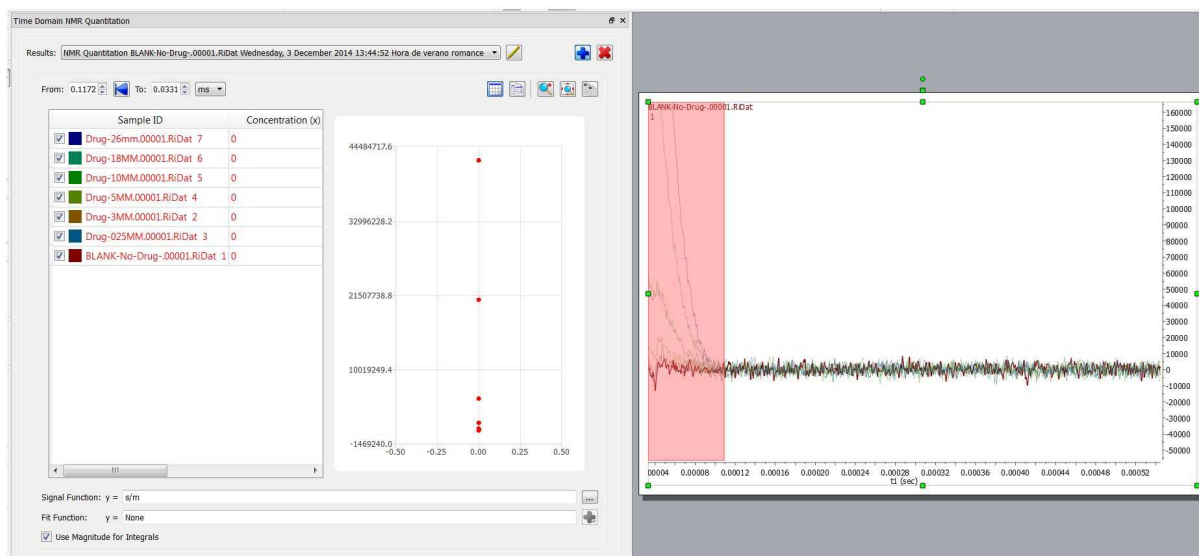 Time Domain NMR Quantitation
Results: NMR Quantitation BLANK-No-Drug-.00001.RiDat Wednesday, 3 December 2014 13:44:52 Hora de verano romance
From: 0.1172 To: 0.0331 ms
Sample ID Concentration (x)
Drug-26mm.00001.RiDat 7 0
Drug-18MM.00001.RiDat 6 0
Drug-10MM.00001.RiDat 5 0
Drug-5MM.00001.RiDat 4 0
Drug-3MM.00001.RiDat 2 0
Drug-025MM.00001.RiDat 3 0
BLANK-No-Drug-.00001.RiDat 1 0
44484717.6
32996228.2
21507738.8
10019249.4
-1469240.0
-0.50 -0.25 0.00 0.25 0.50
Signal Function: y = s/m
...
Fit Function: y = None
Use Magnitude for Integrals
BLANK-No-Drug-.00001.RiDat
1
160000
150000
140000
130000
120000
110000
100000
90000
80000
70000
60000
50000
40000
30000
20000
10000
0
-10000
-20000
-30000
-40000
-50000
00004 0.00008 0.00012 0.00016 0.00020 0.00024 0.00028 0.00032 0.00036 0.00040 0.00044 0.00048 0.00052
t1 (sec)